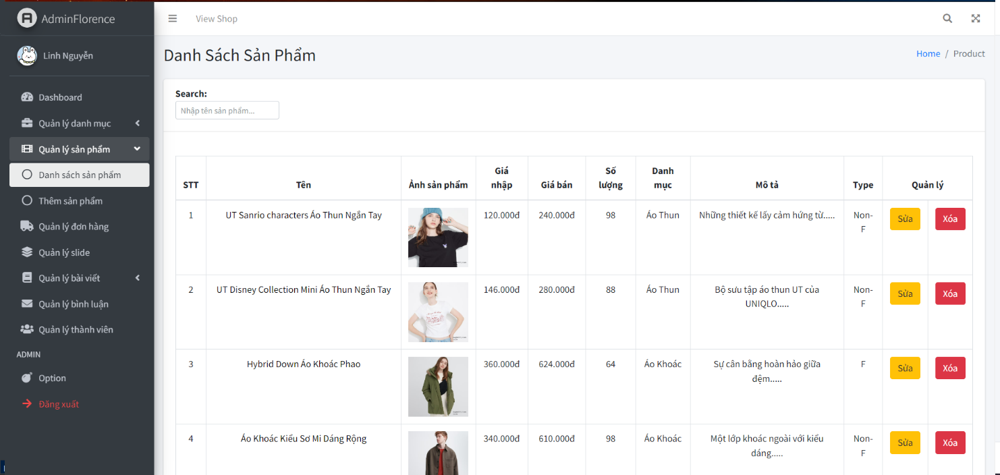 AdminFlorence
View Shop
Linh Nguyễn
Dashboard
Quản lý danh mục
Quản lý sản phẩm
Danh sách sản phẩm
Thêm sản phẩm
Quản lý đơn hàng
Quản lý slide
Quản lý bài viết
Quản lý bình luận
Quản lý thành viên
ADMIN
Option
Đăng xuất
Danh Sách Sản Phẩm
Home / Product
Search:
Nhập tên sản phẩm...
STT Tên Ảnh sản phẩm Giá nhập Giá bán Số lượng Danh mục Mô tả Type Quản lý
1 UT Sanrio characters Áo Thun Ngắn Tay 120.000đ 240.000đ 98 Áo Thun Những thiết kế lấy cảm hứng từ..... Non-F Sửa Xóa
2 UT Disney Collection Mini Áo Thun Ngắn Tay 146.000đ 280.000đ 88 Áo Thun Bộ sưu tập áo thun UT của UNIQLO..... Non-F Sửa Xóa
3 Hybrid Down Áo Khoác Phao 360.000đ 624.000đ 64 Áo Khoác Sự cân bằng hoàn hảo giữa đệm..... F Sửa Xóa
4 Áo Khoác Kiểu Sơ Mi Dáng Rộng 340.000đ 610.000đ 98 Áo Khoác Một lớp khoác ngoài với kiểu dáng..... Non-F Sửa Xóa